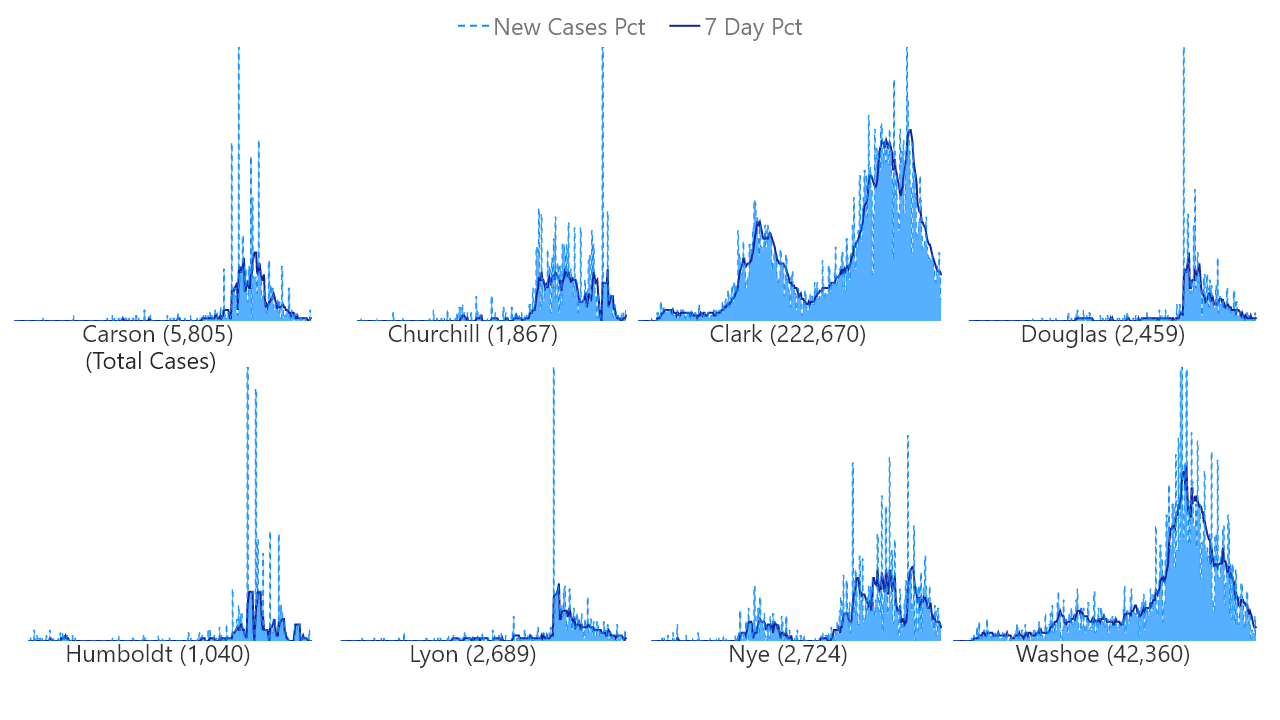 New Cases Pct 7 Day Pct
Carson (5,805) Churchill (1,867) Clark (222,670) Douglas (2,459)
(Total Cases)
Humboldt (1,040) Lyon (2,689) Nye (2,724) Washoe (42,360)